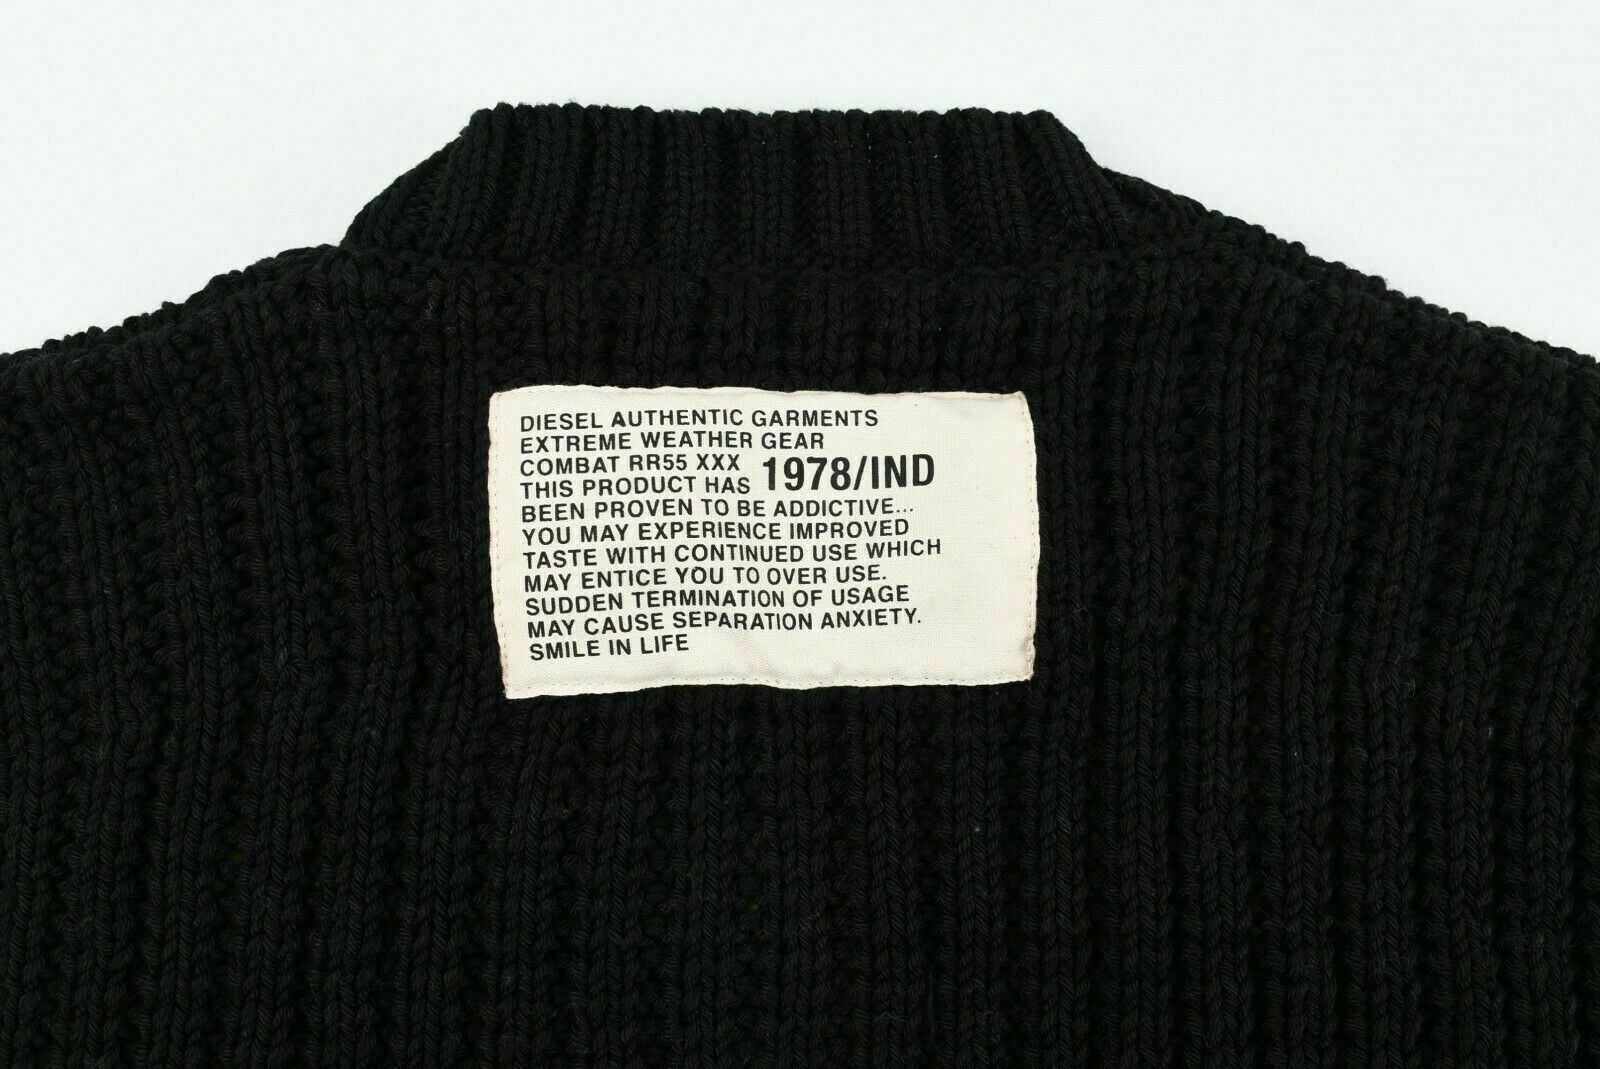 DIESEL AUTHENTIC GARMENTS
EXTREME WEATHER GEAR
COMBAT RR55 XXX
1978/IND
THIS PRODUCT HAS
BEEN PROVEN TO BE ADDICTIVE...
YOU MAY EXPERIENCE IMPROVED
TASTE WITH CONTINUED USE WHICH
MAY ENTICE YOU TO OVER USE.
SUDDEN TERMINATION OF USAGE
MAY CAUSE SEPARATION ANXIETY.
SMILE IN LIFE